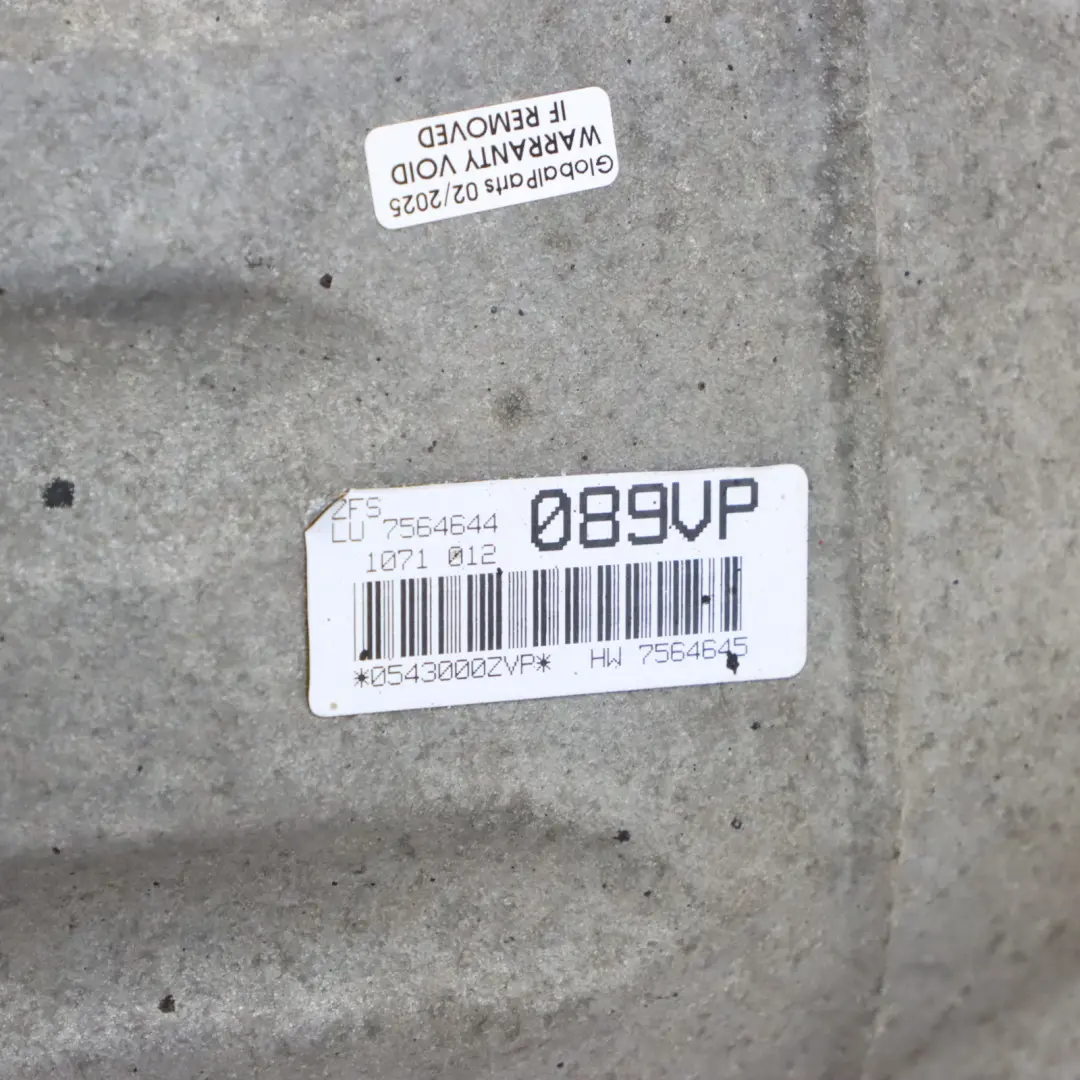 GlobalParts 02/2025
WARRANTY VOID
IF REMOVED
ZFS
LU 7564644
089VP
1071 012
*0543000ZVP* HW 7564645